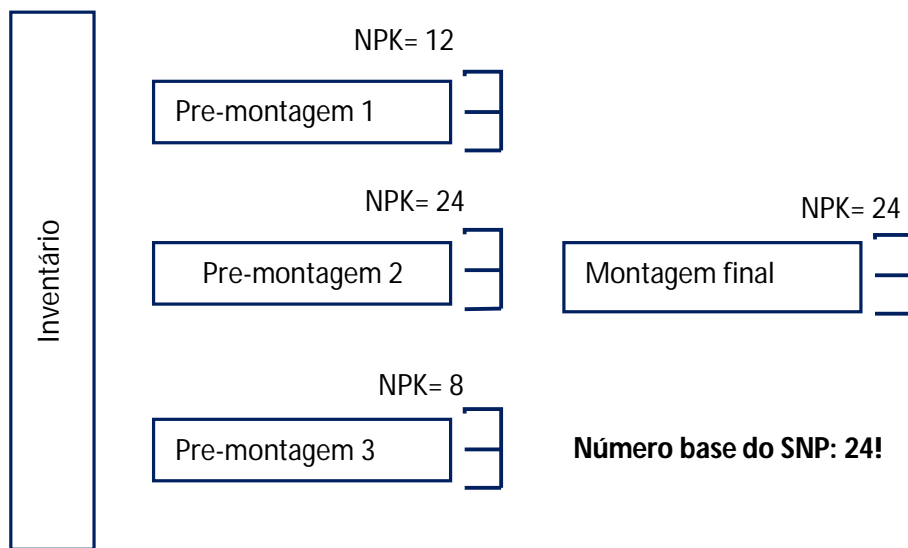 NPK= 12
Pre-montagem 1
NPK= 24
NPK= 24
Inventário
Pre-montagem 2
Montagem final
NPK= 8
Pre-montagem 3
Número base do SNP: 24!